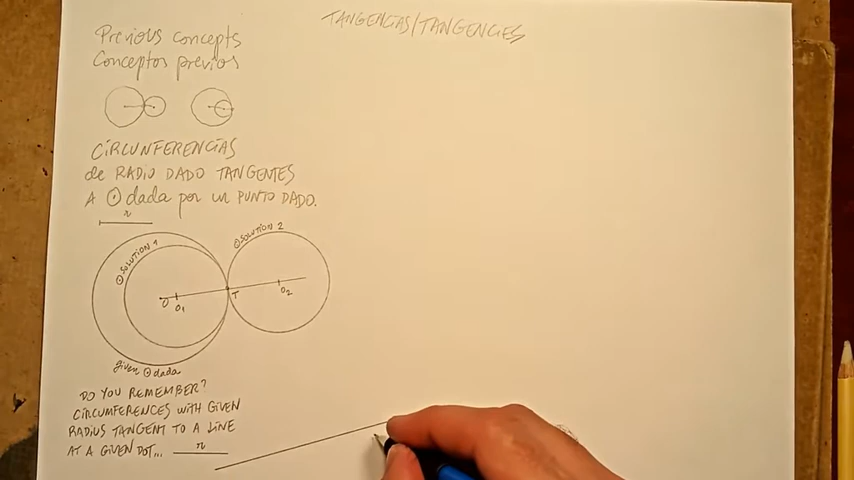 TANGENCIAS/TANGENCIES
Previous concepts
Conceptos previos
CIRCUNFERENCIAS
de RADIO DADO TANGENTES
A ⊙ dada por un PUNTO DADO.
r
⊙ SOLUTION 1
⊙ SOLUTION 2
O
O1
T
O2
given ⊙ dada
DO YOU REMEMBER?
CIRCUMFERENCES WITH GIVEN
RADIUS TANGENT TO A LINE
AT A GIVEN DOT...
r